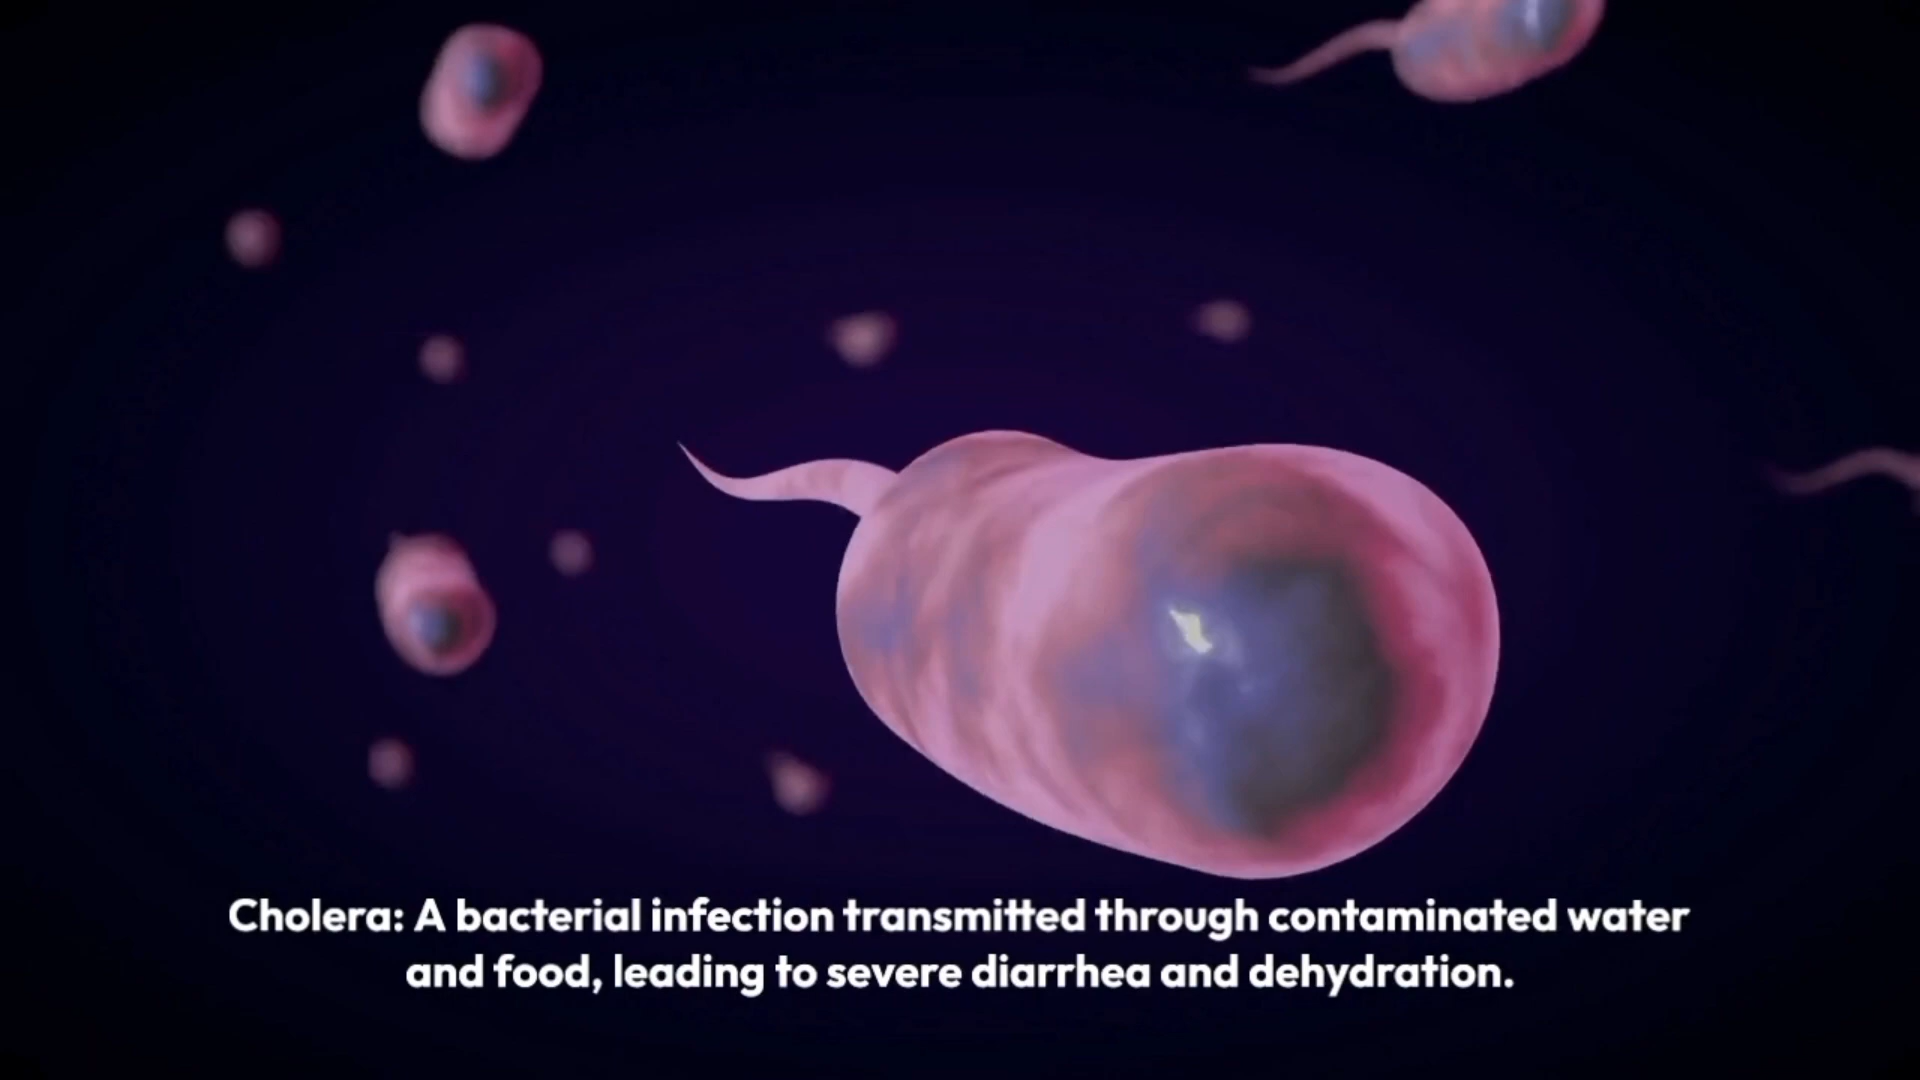 Cholera: A bacterial infection transmitted through contaminated water
and food, leading to severe diarrhea and dehydration.